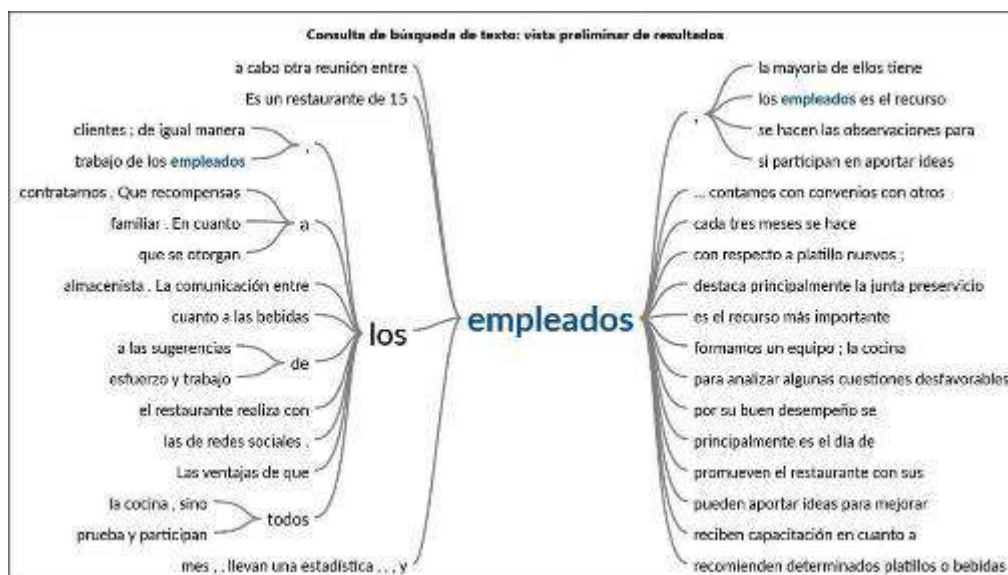 Consulta de búsqueda de texto: vista preliminar de resultados
a cabo otra reunión entre
Es un restaurante de 15
clientes ; de igual manera
trabajo de los empleados
,
contratarnos . Que recompensas
familiar . En cuanto
que se otorgan
a
almacenista . La comunicación entre
cuanto a las bebidas
a las sugerencias
esfuerzo y trabajo
de
el restaurante realiza con
las de redes sociales .
Las ventajas de que
la cocina , sino
prueba y participan
todos
mes , . llevan una estadística . , , y
los
empleados
,
la mayoría de ellos tiene
los empleados es el recurso
se hacen las observaciones para
si participan en aportar ideas
... contamos con convenios con otros
cada tres meses se hace
con respecto a platillo nuevos ;
destaca principalmente la junta preservicio
es el recurso más importante
formamos un equipo ; la cocina
para analizar algunas cuestiones desfavorables
por su buen desempeño se
principalmente es el día de
promueven el restaurante con sus
pueden aportar ideas para mejorar
reciben capacitación en cuanto a
recomienden determinados platillos o bebidas